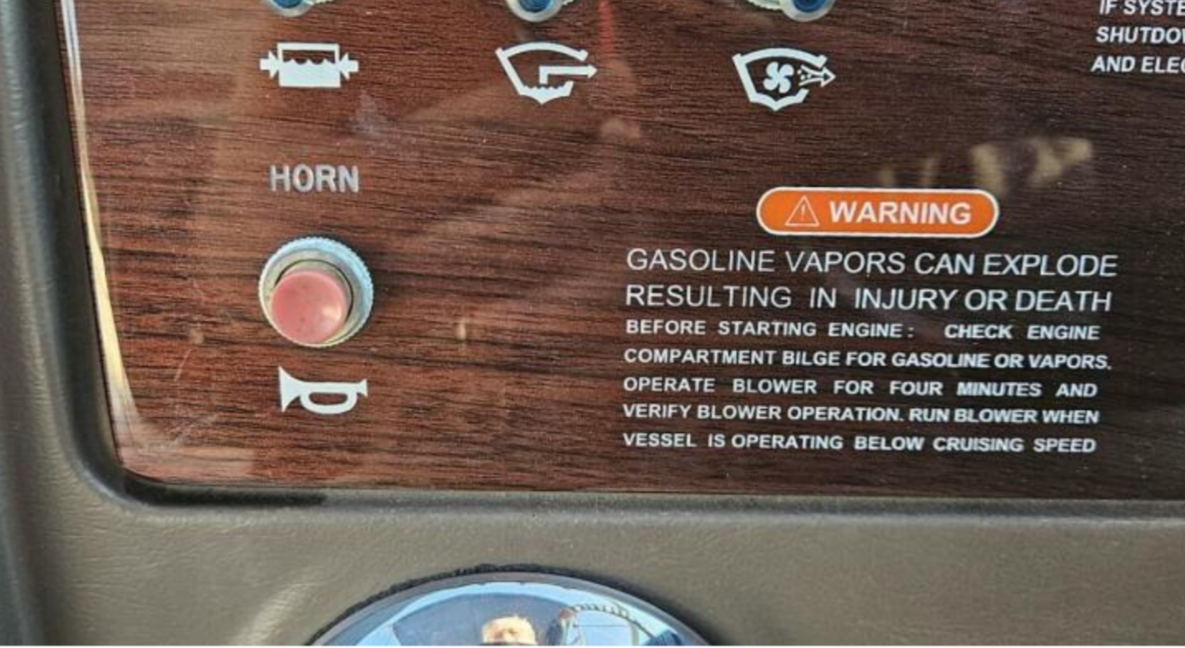 IF SYSTE
SHUTDOW
AND ELEC
HORN
WARNING
GASOLINE VAPORS CAN EXPLODE
RESULTING IN INJURY OR DEATH
BEFORE STARTING ENGINE: CHECK ENGINE
COMPARTMENT BILGE FOR GASOLINE OR VAPORS.
OPERATE BLOWER FOR FOUR MINUTES AND
VERIFY BLOWER OPERATION. RUN BLOWER WHEN
VESSEL IS OPERATING BELOW CRUISING SPEED